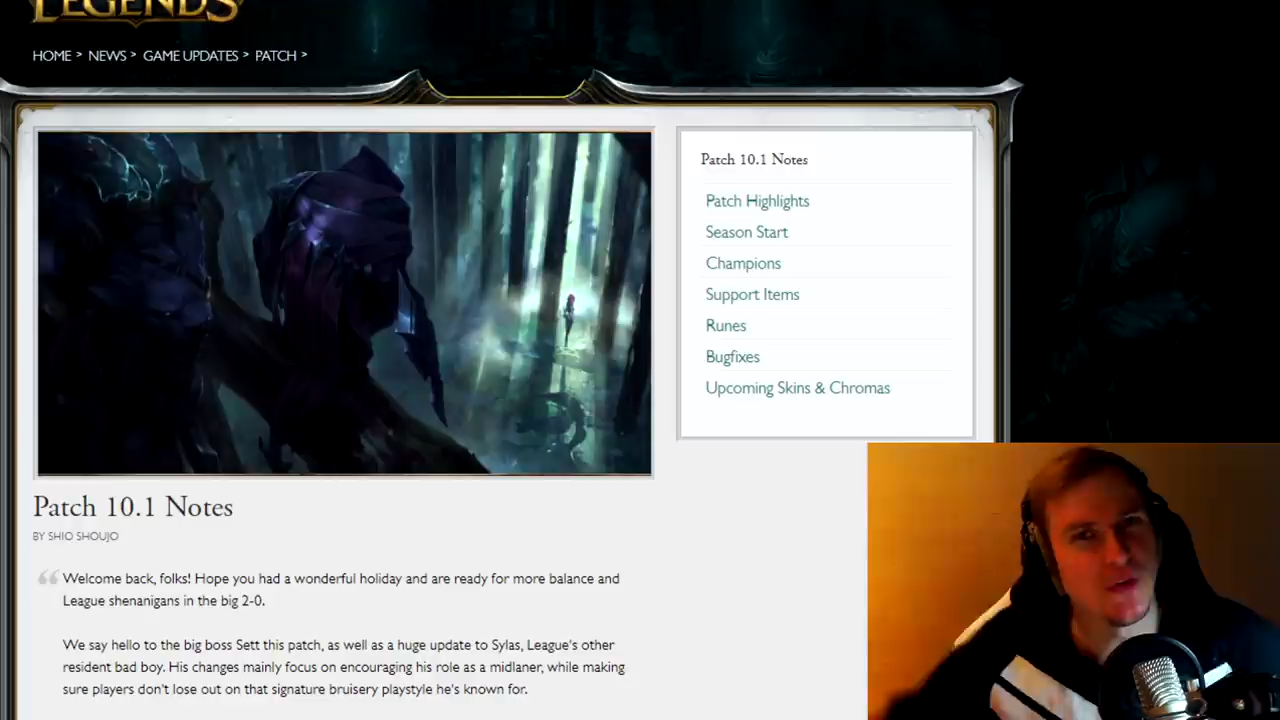 LEGENDS
HOME > NEWS > GAME UPDATES > PATCH >
Patch 10.1 Notes
Patch Highlights
Season Start
Champions
Support Items
Runes
Bugfixes
Upcoming Skins & Chromas
Patch 10.1 Notes
BY SHIO SHOUJO
“ Welcome back, folks! Hope you had a wonderful holiday and are ready for more balance and
League shenanigans in the big 2-0.
We say hello to the big boss Sett this patch, as well as a huge update to Sylas, League's other
resident bad boy. His changes mainly focus on encouraging his role as a midlaner, while making
sure players don't lose out on that signature bruisery playstyle he's known for.